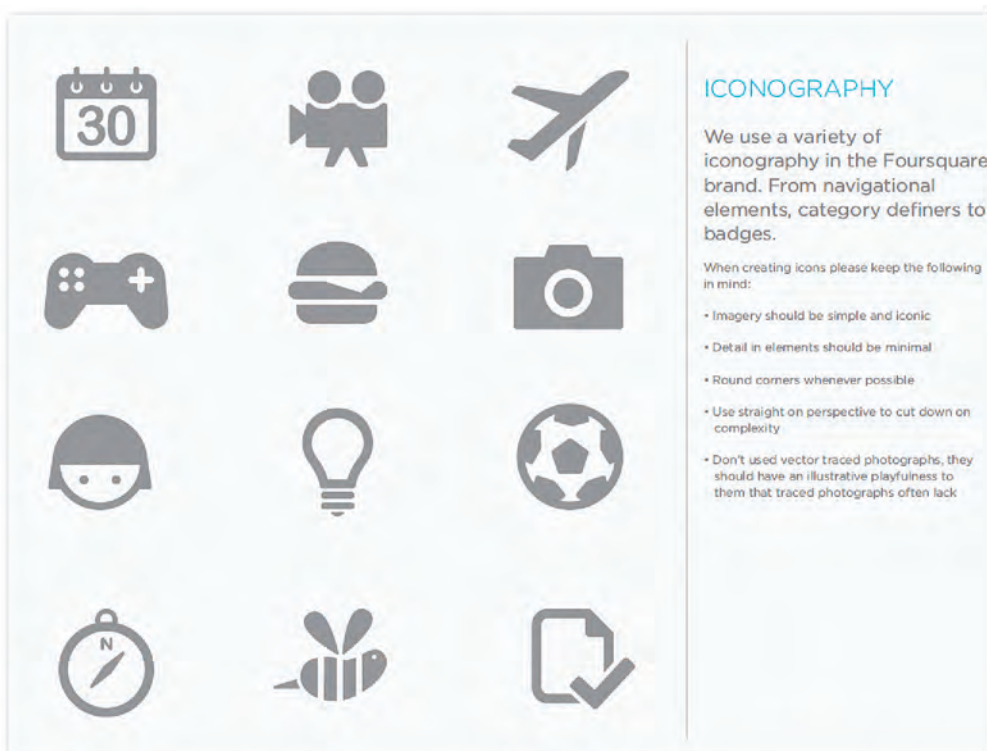 30
N
ICONOGRAPHY
We use a variety of
iconography in the Foursquare
brand. From navigational
elements, category definers to
badges.
When creating icons please keep the following
in mind:
• Imagery should be simple and iconic
• Detail in elements should be minimal
• Round corners whenever possible
• Use straight on perspective to cut down on
complexity
• Don't used vector traced photographs, they
should have an illustrative playfulness to
them that traced photographs often lack